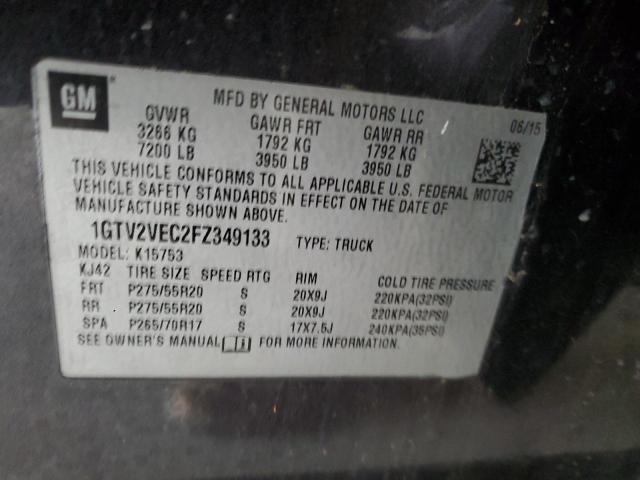 GM
MFD BY GENERAL MOTORS LLC
06/15
GVWR GAWR FRT GAWR RR
3266 KG 1792 KG 1792 KG
7200 LB 3950 LB 3950 LB
THIS VEHICLE CONFORMS TO ALL APPLICABLE U.S. FEDERAL MOTOR
VEHICLE SAFETY STANDARDS IN EFFECT ON THE DATE OF
MANUFACTURE SHOWN ABOVE.
1GTV2VEC2FZ349133 TYPE: TRUCK
MODEL: K15753
KJ42 TIRE SIZE SPEED RTG RIM COLD TIRE PRESSURE
FRT P275/55R20 S 20X9J 220KPA(32PSI)
RR P275/55R20 S 20X9J 220KPA(32PSI)
SPA P265/70R17 S 17X7.5J 240KPA(35PSI)
SEE OWNER'S MANUAL FOR MORE INFORMATION.